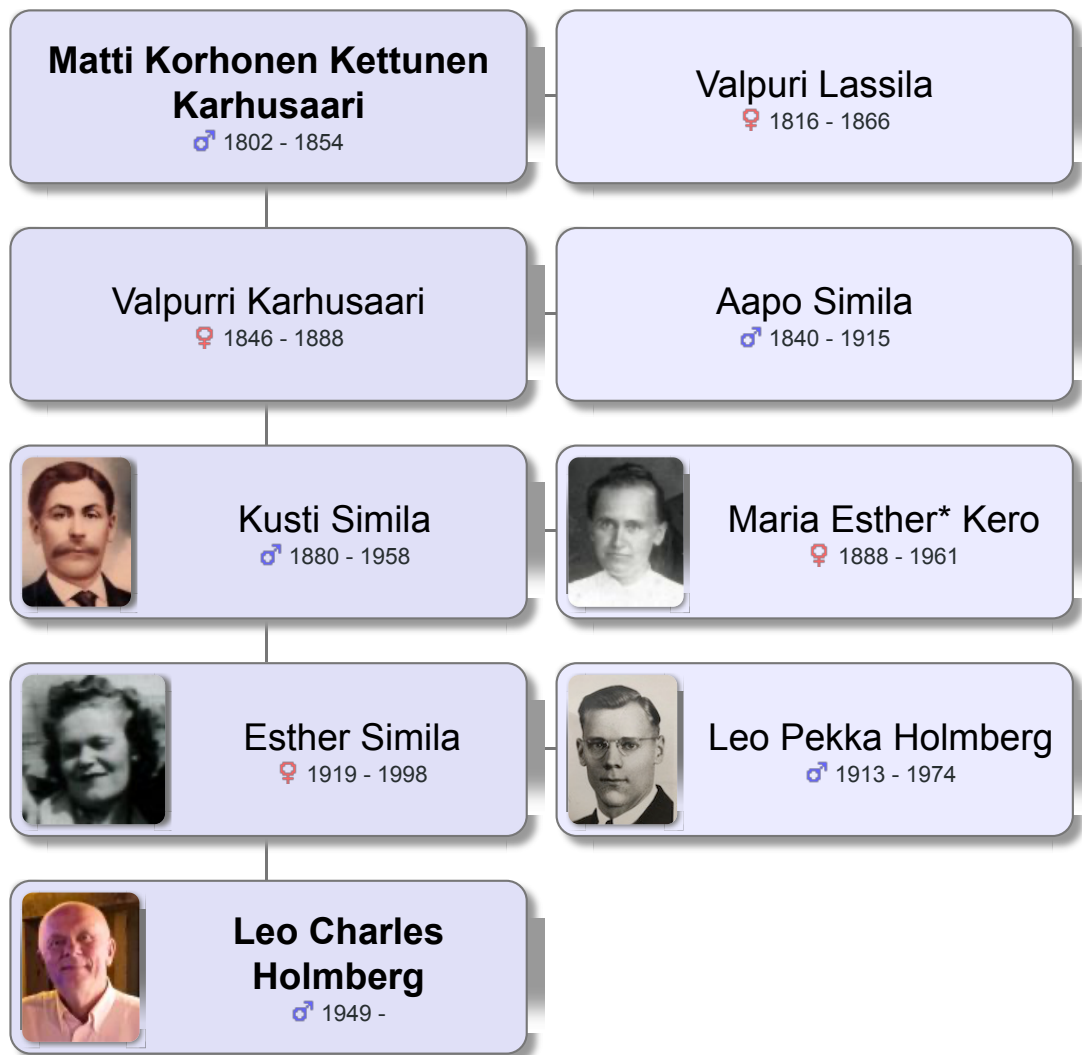 Matti Korhonen Kettunen
Karhusaari
♂ 1802 - 1854
Valpuri Lassila
♀ 1816 - 1866
Valpurri Karhusaari
♀ 1846 - 1888
Aapo Simila
♂ 1840 - 1915
Kusti Simila
♂ 1880 - 1958
Maria Esther* Kero
♀ 1888 - 1961
Esther Simila
♀ 1919 - 1998
Leo Pekka Holmberg
♂ 1913 - 1974
Leo Charles
Holmberg
♂ 1949 -